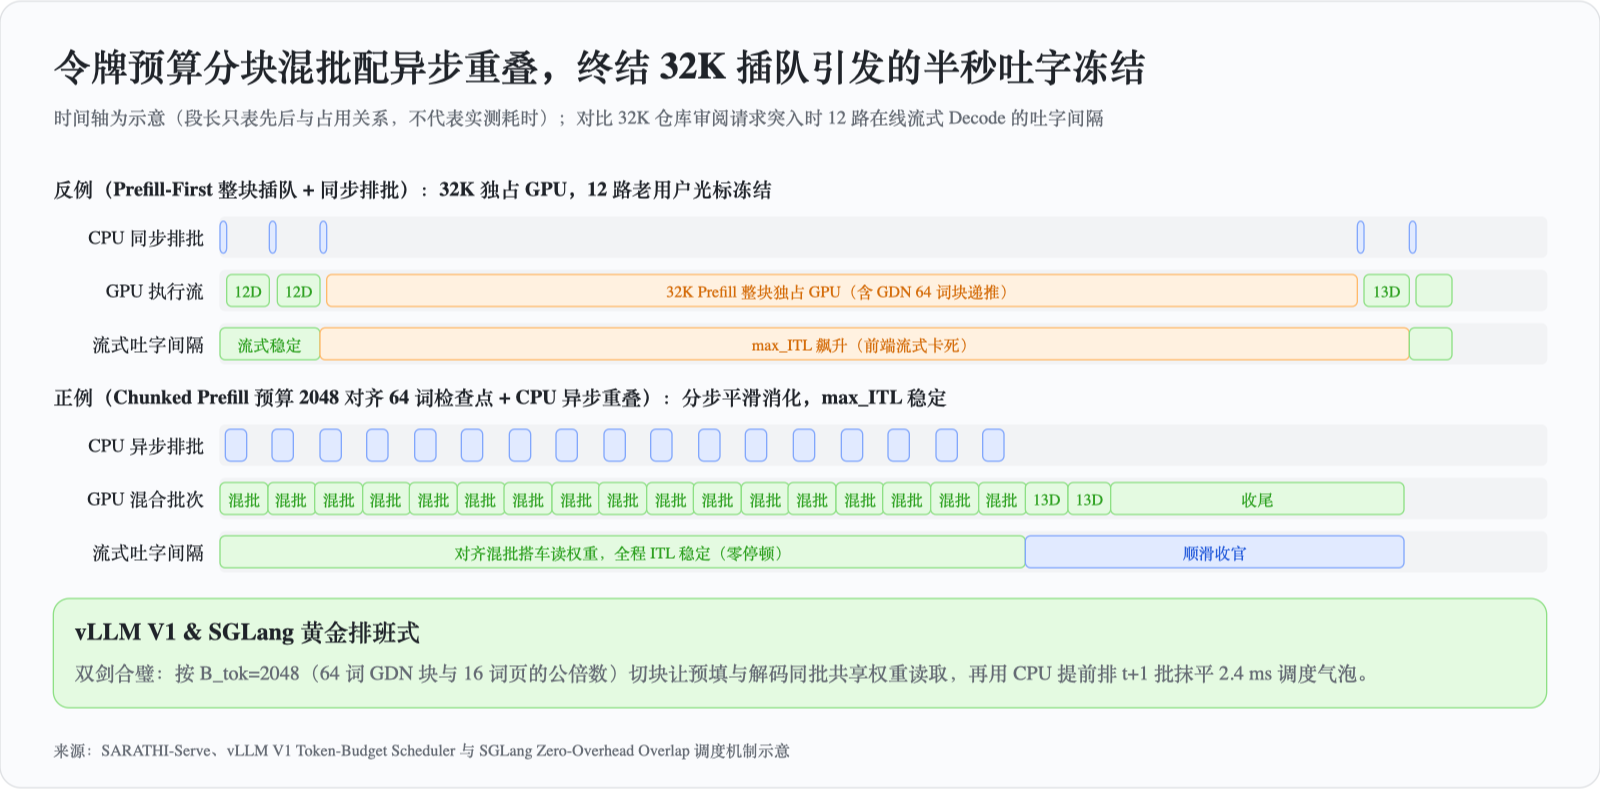 令牌预算分块混批配异步重叠，终结 32K 插队引发的半秒吐字冻结
时间轴为示意（段长只表先后与占用关系，不代表实测耗时）；对比 32K 仓库审阅请求突入时 12 路在线流式 Decode 的吐字间隔
反例（Prefill-First 整块插队 + 同步排批）：32K 独占 GPU，12 路老用户光标冻结
CPU 同步排批
GPU 执行流 12D 12D 32K Prefill 整块独占 GPU（含 GDN 64 词块递推） 13D
流式吐字间隔 流式稳定 max_ITL 飙升（前端流式卡死）
正例（Chunked Prefill 预算 2048 对齐 64 词检查点 + CPU 异步重叠）：分步平滑消化，max_ITL 稳定
CPU 异步排批
GPU 混合批次 混批 混批 混批 混批 混批 混批 混批 混批 混批 混批 混批 混批 混批 混批 混批 混批 混批 13D 13D 收尾
流式吐字间隔 对齐混批搭车读权重，全程 ITL 稳定（零停顿） 顺滑收官
vLLM V1 & SGLang 黄金排班式
双剑合璧：按 B_tok=2048（64 词 GDN 块与 16 词页的公倍数）切块让预填与解码同批共享权重读取，再用 CPU 提前排 t+1 批抹平 2.4 ms 调度气泡。
来源：SARATHI-Serve、vLLM V1 Token-Budget Scheduler 与 SGLang Zero-Overhead Overlap 调度机制示意